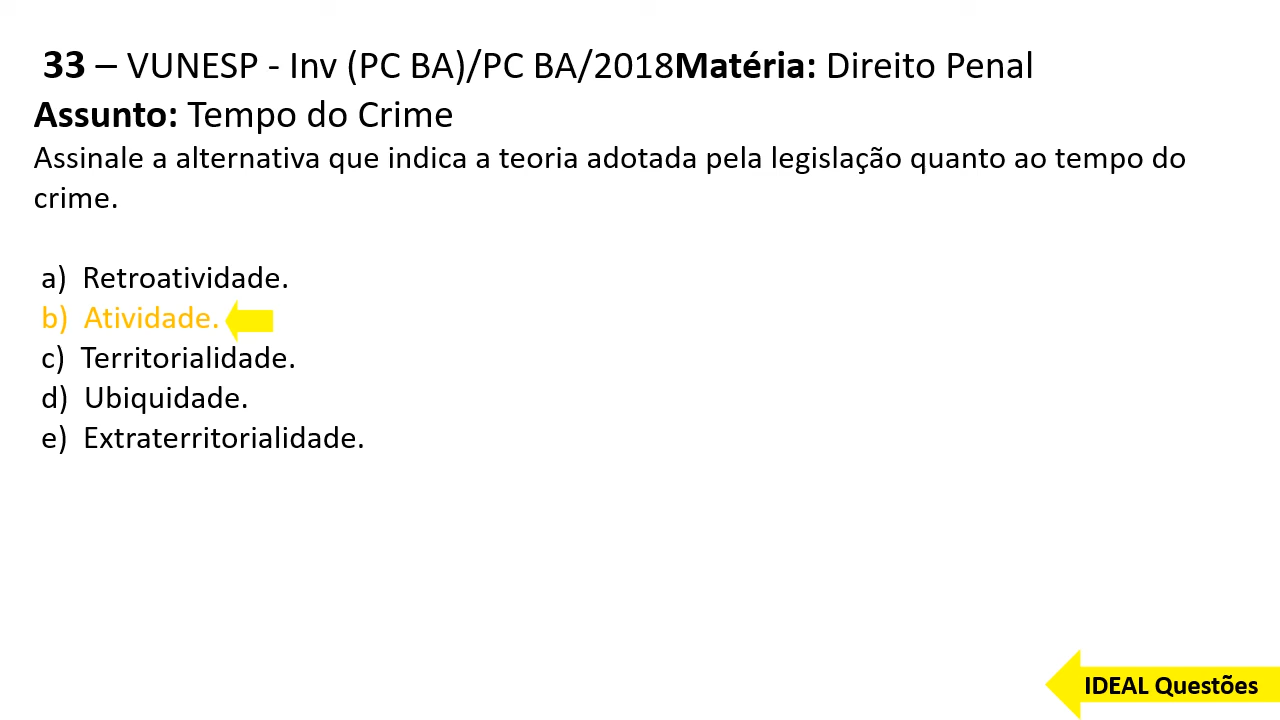 33 – VUNESP - Inv (PC BA)/PC BA/2018Matéria: Direito Penal
Assunto: Tempo do Crime
Assinale a alternativa que indica a teoria adotada pela legislação quanto ao tempo do
crime.
a) Retroatividade.
b) Atividade.
c) Territorialidade.
d) Ubiquidade.
e) Extraterritorialidade.
IDEAL Questões